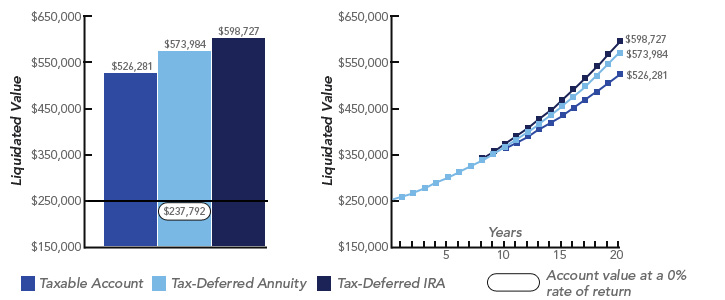 $650,000
$550,000
$450,000
$350,000
$250,000
$150,000
Liquidated Value
$526,281
$573,984
$598,727
$237,792
$650,000
$550,000
$450,000
$350,000
$250,000
$150,000
Liquidated Value
$598,727
$573,984
$526,281
Years
5
10
15
20
Taxable Account
Tax-Deferred Annuity
Tax-Deferred IRA
Account value at a 0%
rate of return